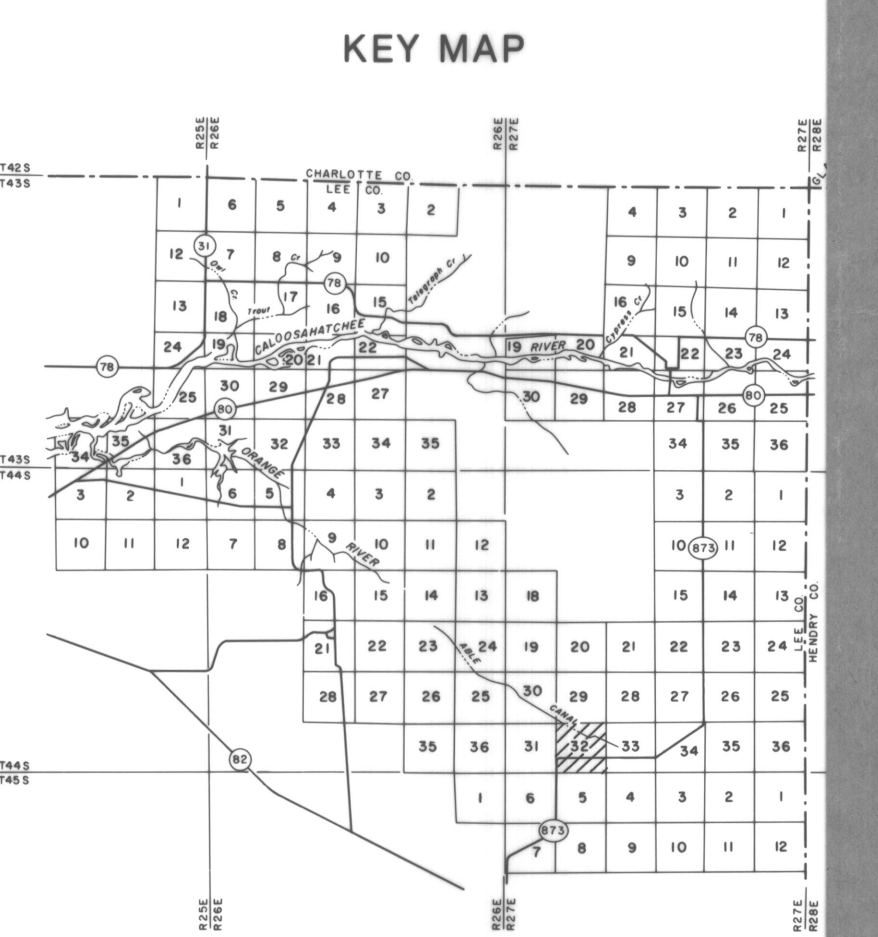 KEY MAP
R25E R26E R26E R27E R27E R28E
T42S CHARLOTTE CO.
T43S LEE CO.
1 6 5 4 3 2 4 3 2 1
12 31 7 8 Cr 9 10 9 10 11 12
Owl Cr
78 Telegraph Cr
13 18 17 16 15 16 15 14 13
Trout Cypress Cr
24 19 CALOOSAHATCHEE 78
20 21 22 19 RIVER 20 21 22 23 24
78
25 30 29 28 27 30 29 28 27 26 25
80 80
34 35 36 31 32 33 34 35 34 35 36
ORANGE
T43S
T44S
3 2 1 6 5 4 3 2 3 2 1
10 11 12 7 8 9 10 11 12 10 873 11 12
RIVER
16 15 14 13 18 15 14 13
LEE CO.
HENDRY CO.
21 22 23 24 19 20 21 22 23 24
ABLE
28 27 26 25 30 29 28 27 26 25
CANAL
35 36 31 32 33 34 35 36
82
T44S
T45S
1 6 5 4 3 2 1
873
7 8 9 10 11 12
R25E R26E R26E R27E R27E R28E